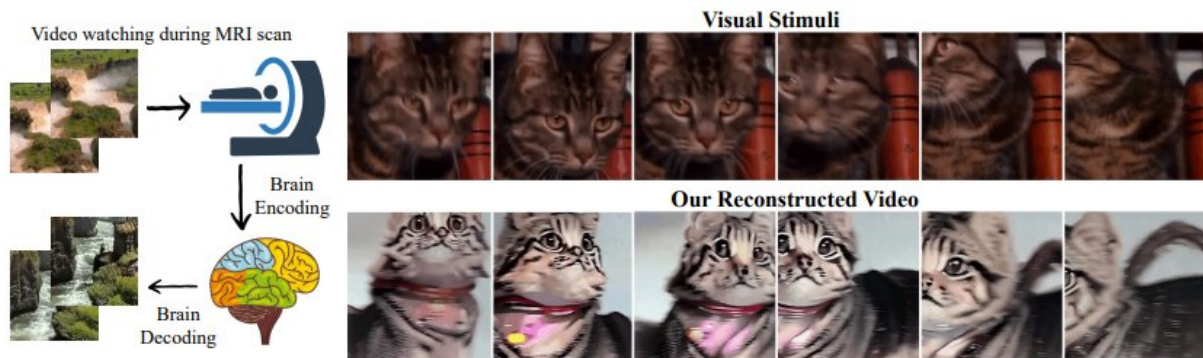 Video watching during MRI scan
Brain
Encoding
Brain
Decoding
Visual Stimuli
Our Reconstructed Video